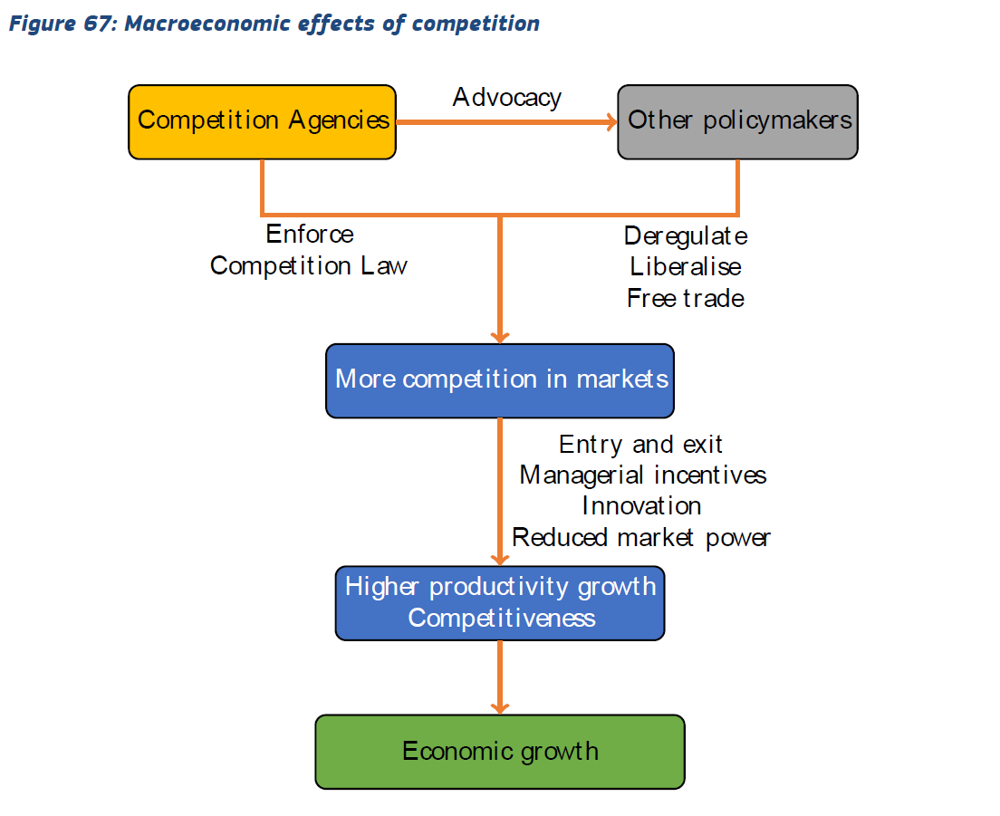 Figure 67: Macroeconomic effects of competition
Competition Agencies
Advocacy
Other policymakers
Enforce
Competition Law
Deregulate
Liberalise
Free trade
More competition in markets
Entry and exit
Managerial incentives
Innovation
Reduced market power
Higher productivity growth
Competitiveness
Economic growth